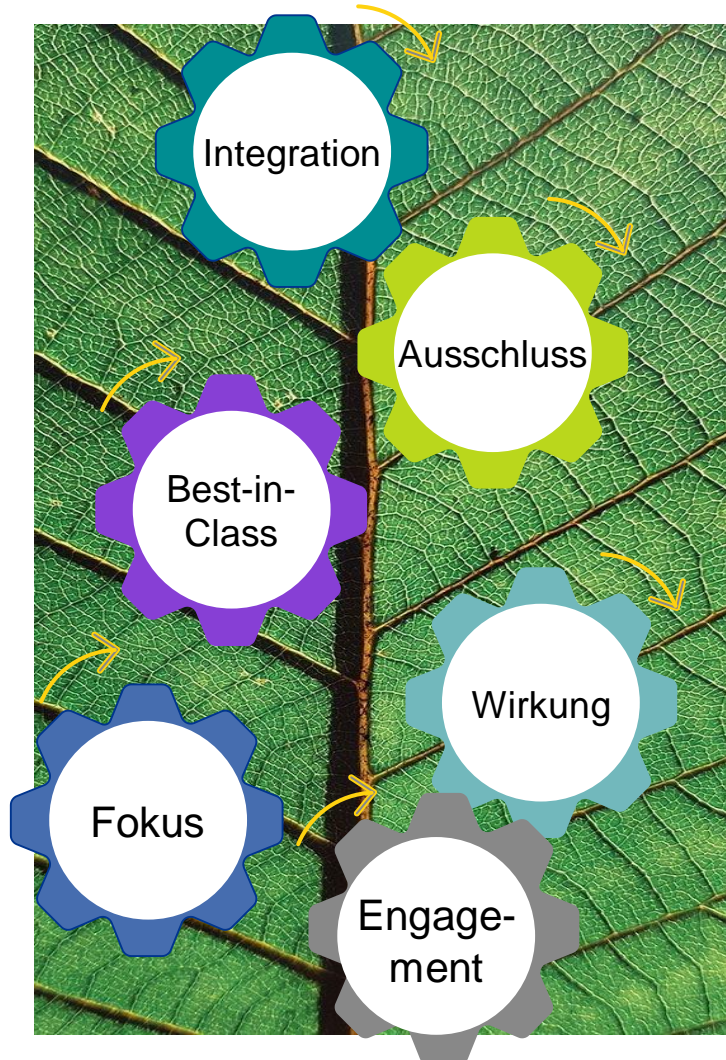 Integration
Ausschluss
Best-in-
Class
Wirkung
Fokus
Engage-
ment